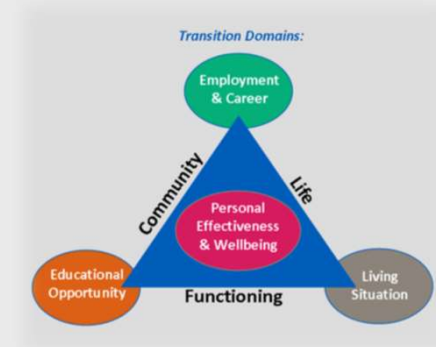 Transition Domains:
Employment
& Career
Community
Life
Personal
Effectiveness
& Wellbeing
Educational
Opportunity
Functioning
Living
Situation